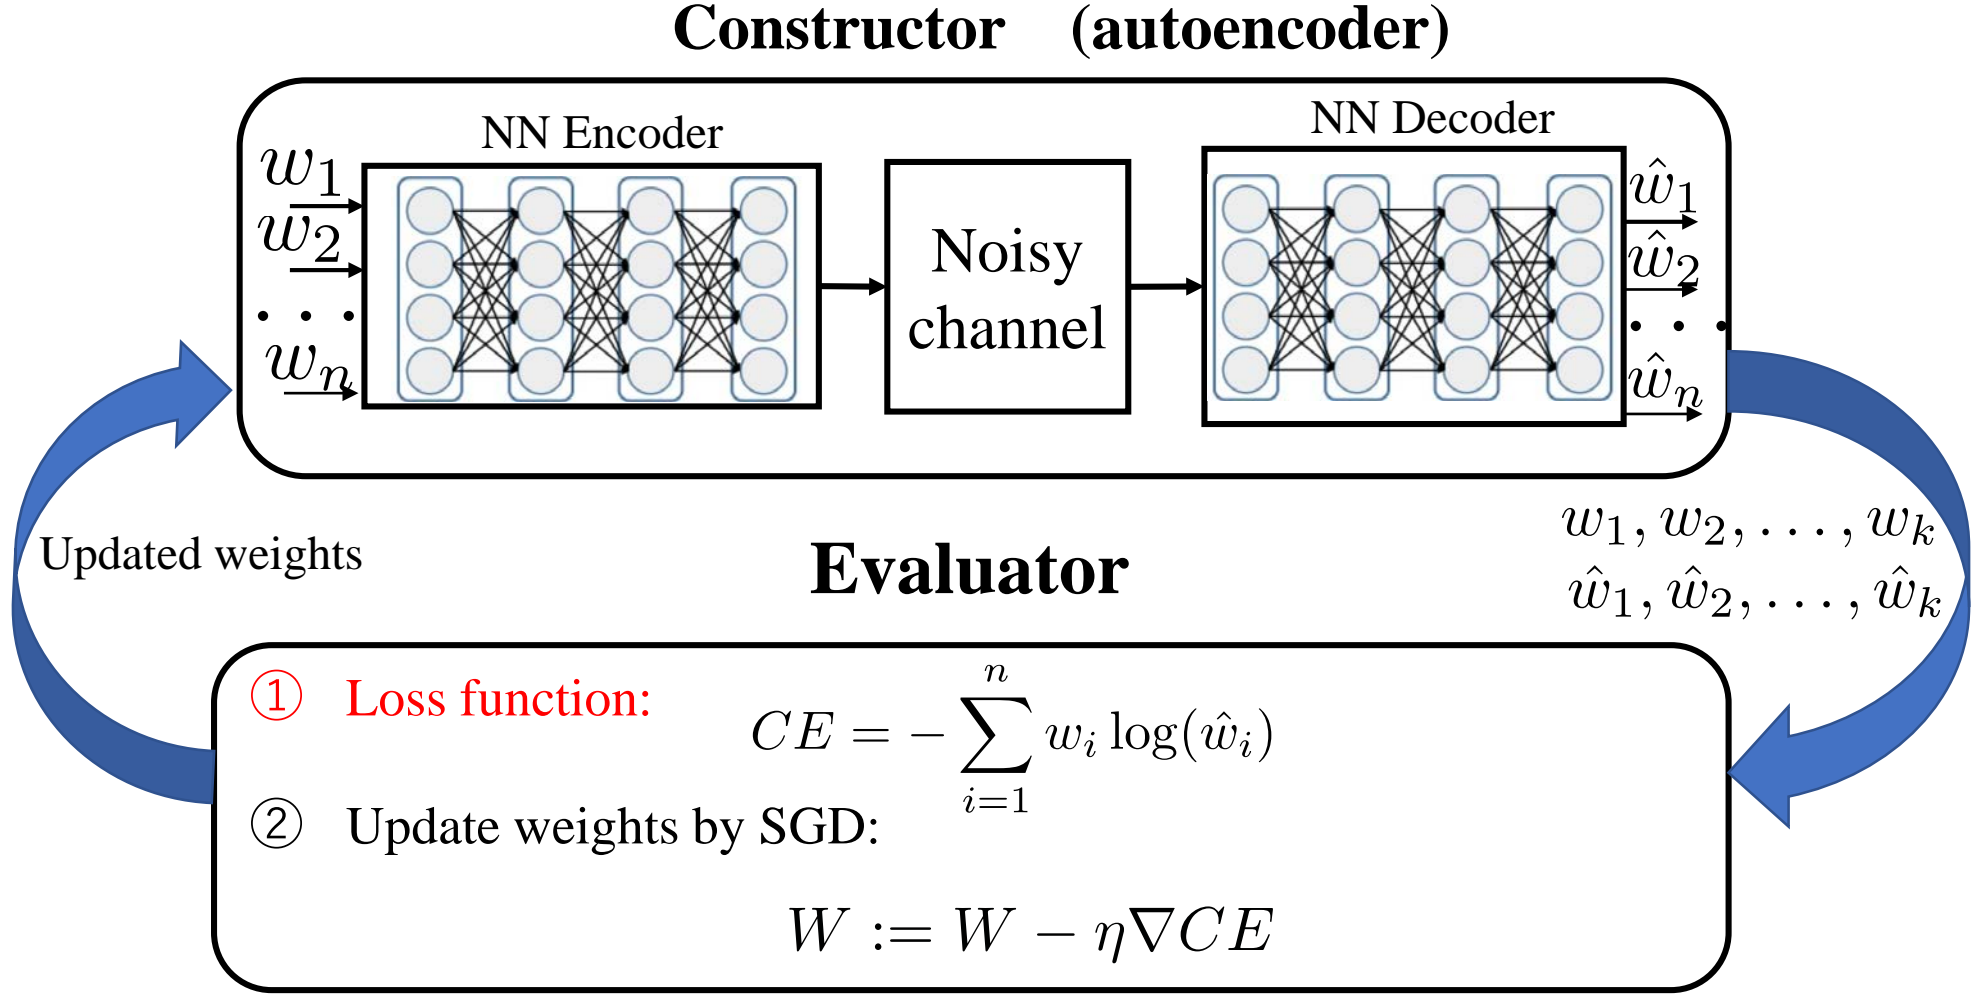 Constructor (autoencoder)
NN Encoder
NN Decoder
w₁
w₂
. . .
wₙ
Noisy
channel
ŵ₁
ŵ₂
. . .
ŵₙ
Updated weights
Evaluator
w₁, w₂, . . . , wₖ
ŵ₁, ŵ₂, . . . , ŵₖ
① Loss function: CE = − ∑ᵢ₌₁ⁿ wᵢ log(ŵᵢ)
② Update weights by SGD:
W := W − η∇CE